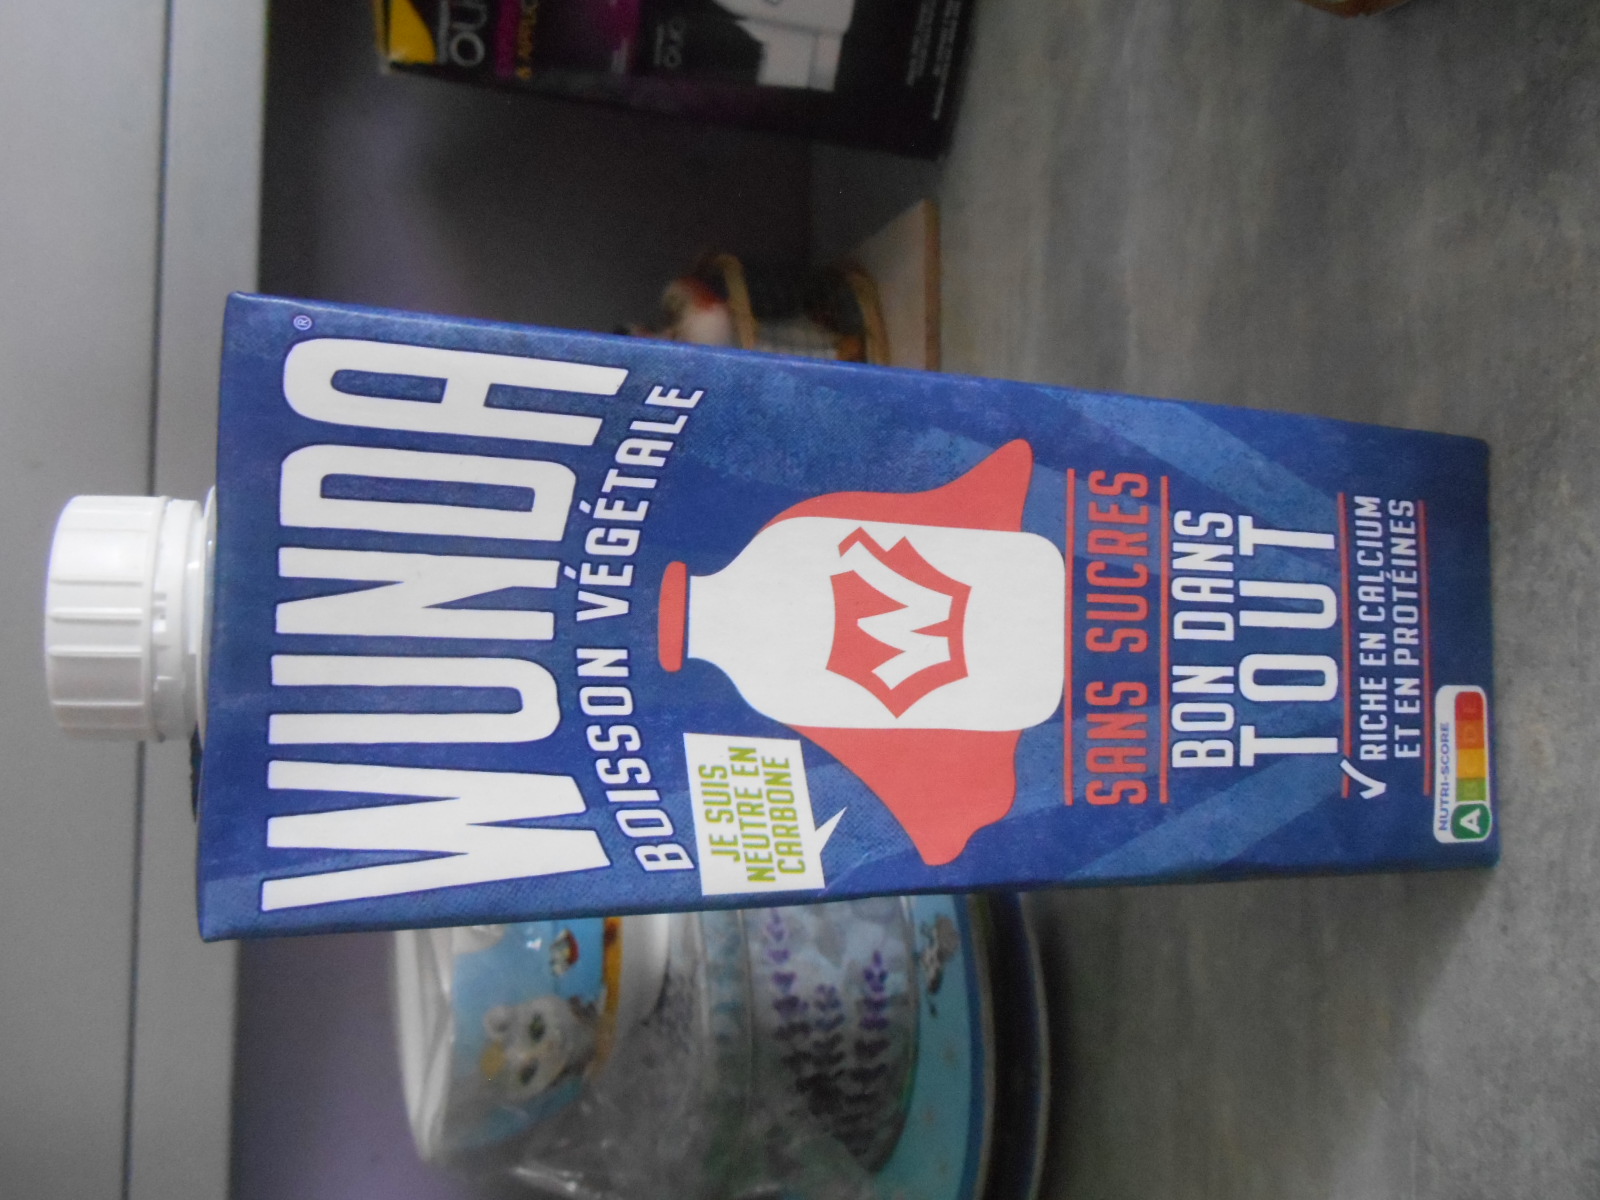 WUNDA®
BOISSON VÉGÉTALE
JE SUIS
NEUTRE EN
CARBONE
W
SANS SUCRES
BON DANS
TOUT
RICHE EN CALCIUM
ET EN PROTÉINES
NUTRI-SCORE
A B C D E
DUO